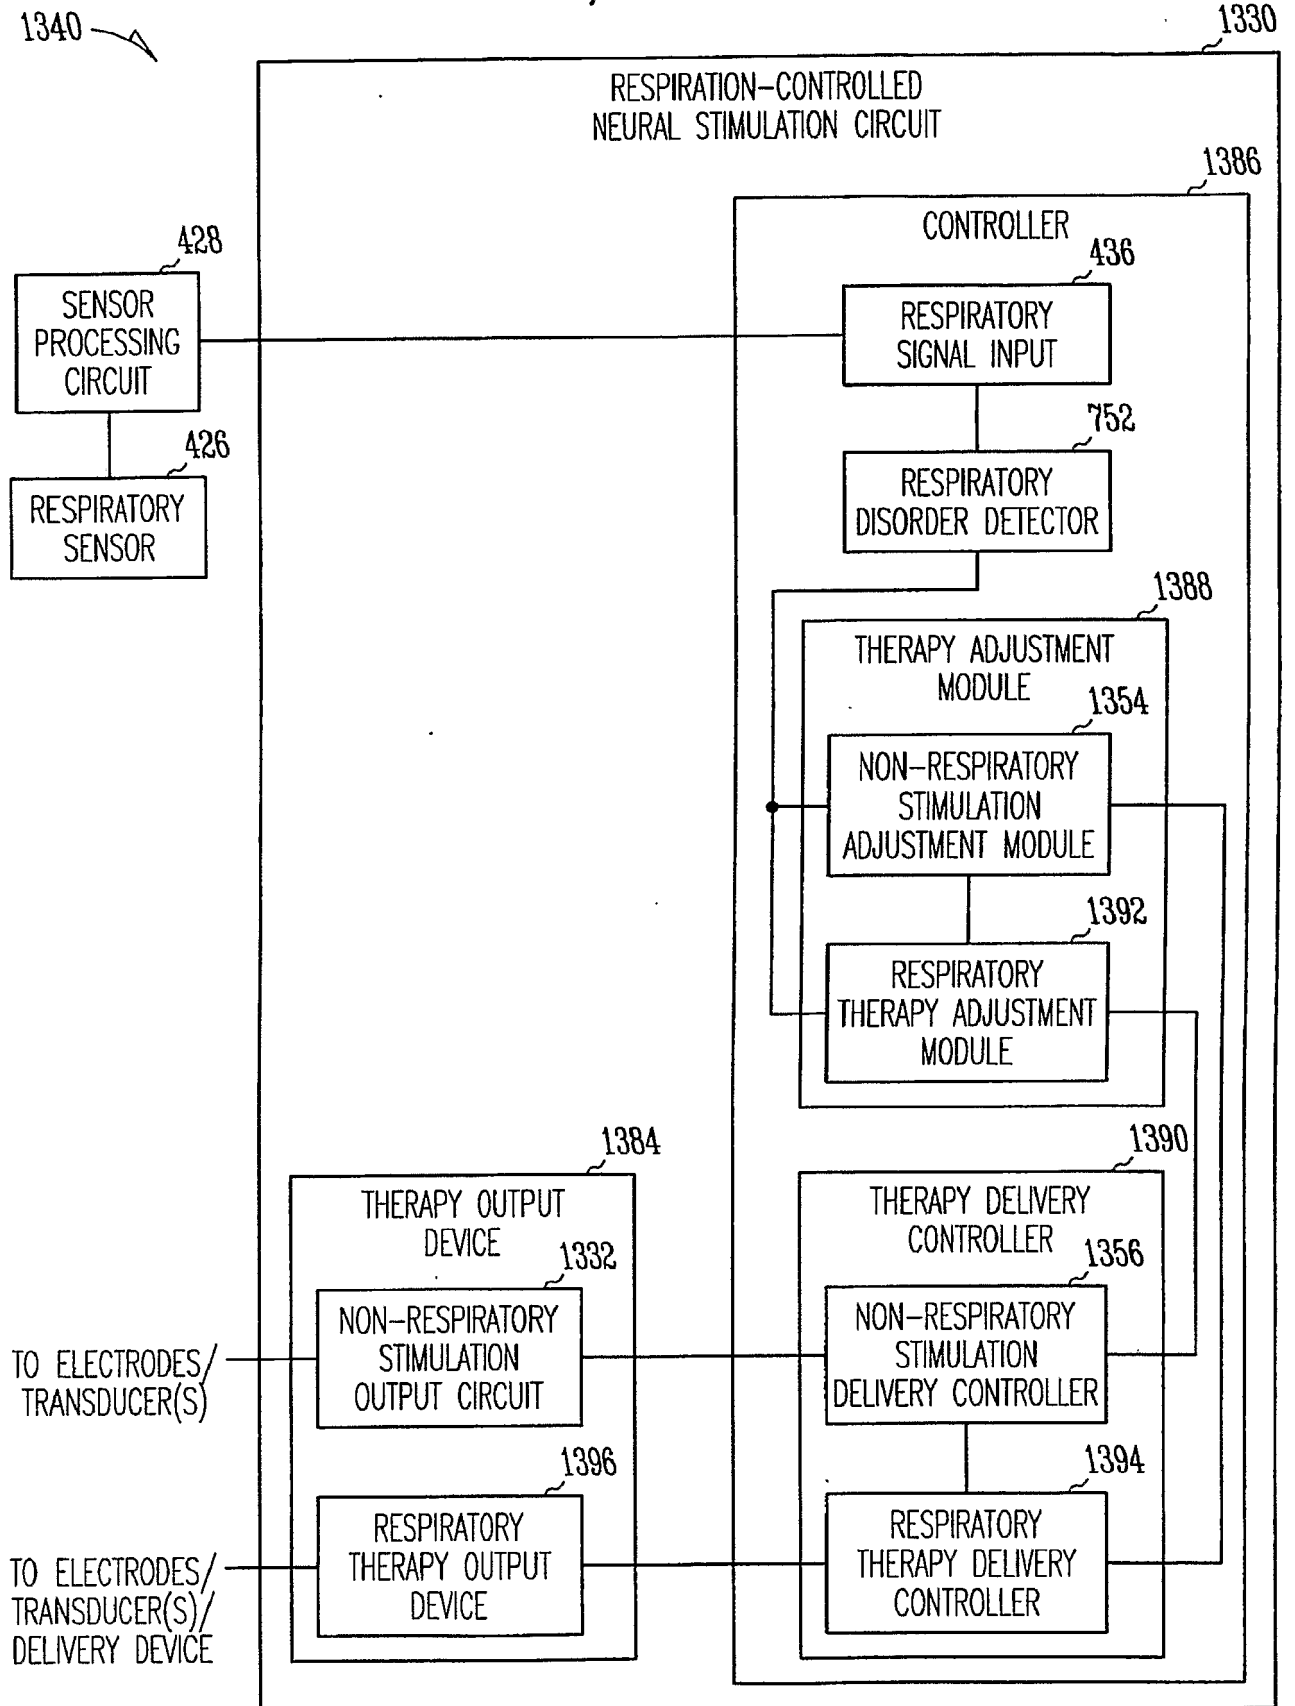 1340
1330
RESPIRATION-CONTROLLED
NEURAL STIMULATION CIRCUIT
1386
CONTROLLER
428
SENSOR
PROCESSING
CIRCUIT
436
RESPIRATORY
SIGNAL INPUT
426
RESPIRATORY
SENSOR
752
RESPIRATORY
DISORDER DETECTOR
1388
THERAPY ADJUSTMENT
MODULE
1354
NON-RESPIRATORY
STIMULATION
ADJUSTMENT MODULE
1392
RESPIRATORY
THERAPY ADJUSTMENT
MODULE
1384
THERAPY OUTPUT
DEVICE
1390
THERAPY DELIVERY
CONTROLLER
1332
NON-RESPIRATORY
STIMULATION
OUTPUT CIRCUIT
1356
NON-RESPIRATORY
STIMULATION
DELIVERY CONTROLLER
TO ELECTRODES/
TRANSDUCER(S)
1396
RESPIRATORY
THERAPY OUTPUT
DEVICE
1394
RESPIRATORY
THERAPY DELIVERY
CONTROLLER
TO ELECTRODES/
TRANSDUCER(S)/
DELIVERY DEVICE